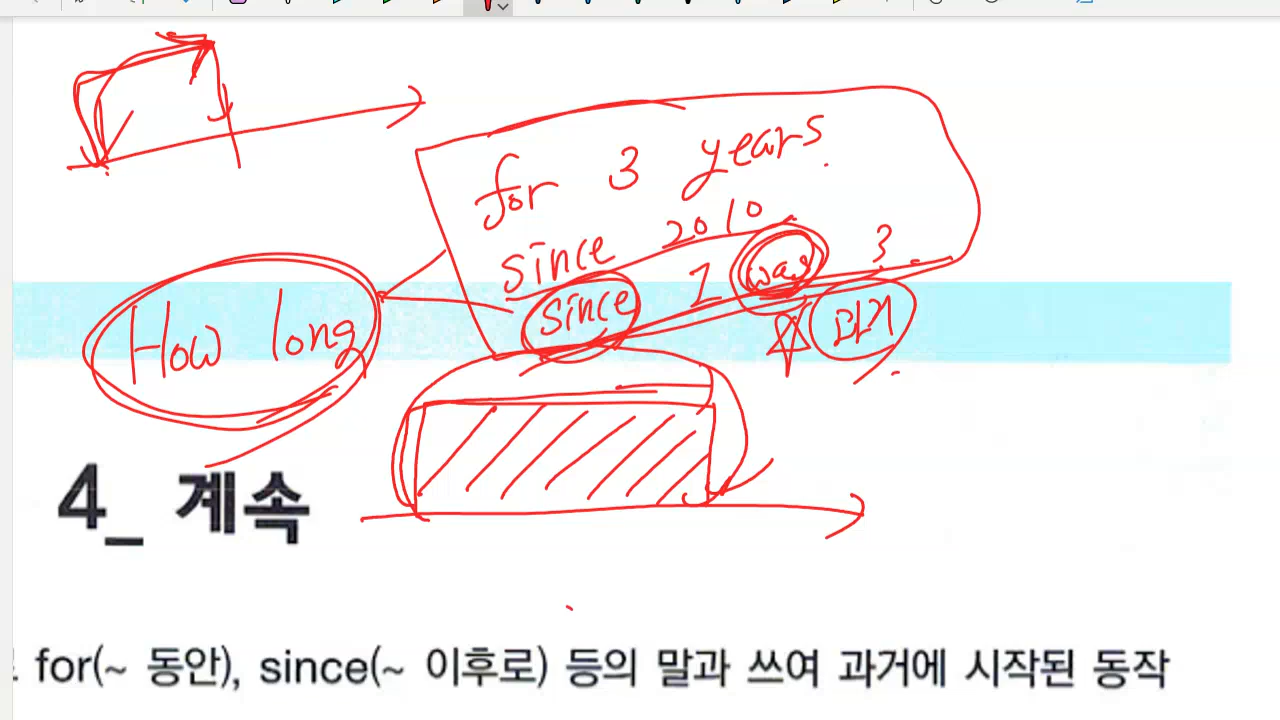 for 3 years.
since 2010
since I was 3.
과거
How long
4_ 계속
for(~ 동안), since(~ 이후로) 등의 말과 쓰여 과거에 시작된 동작